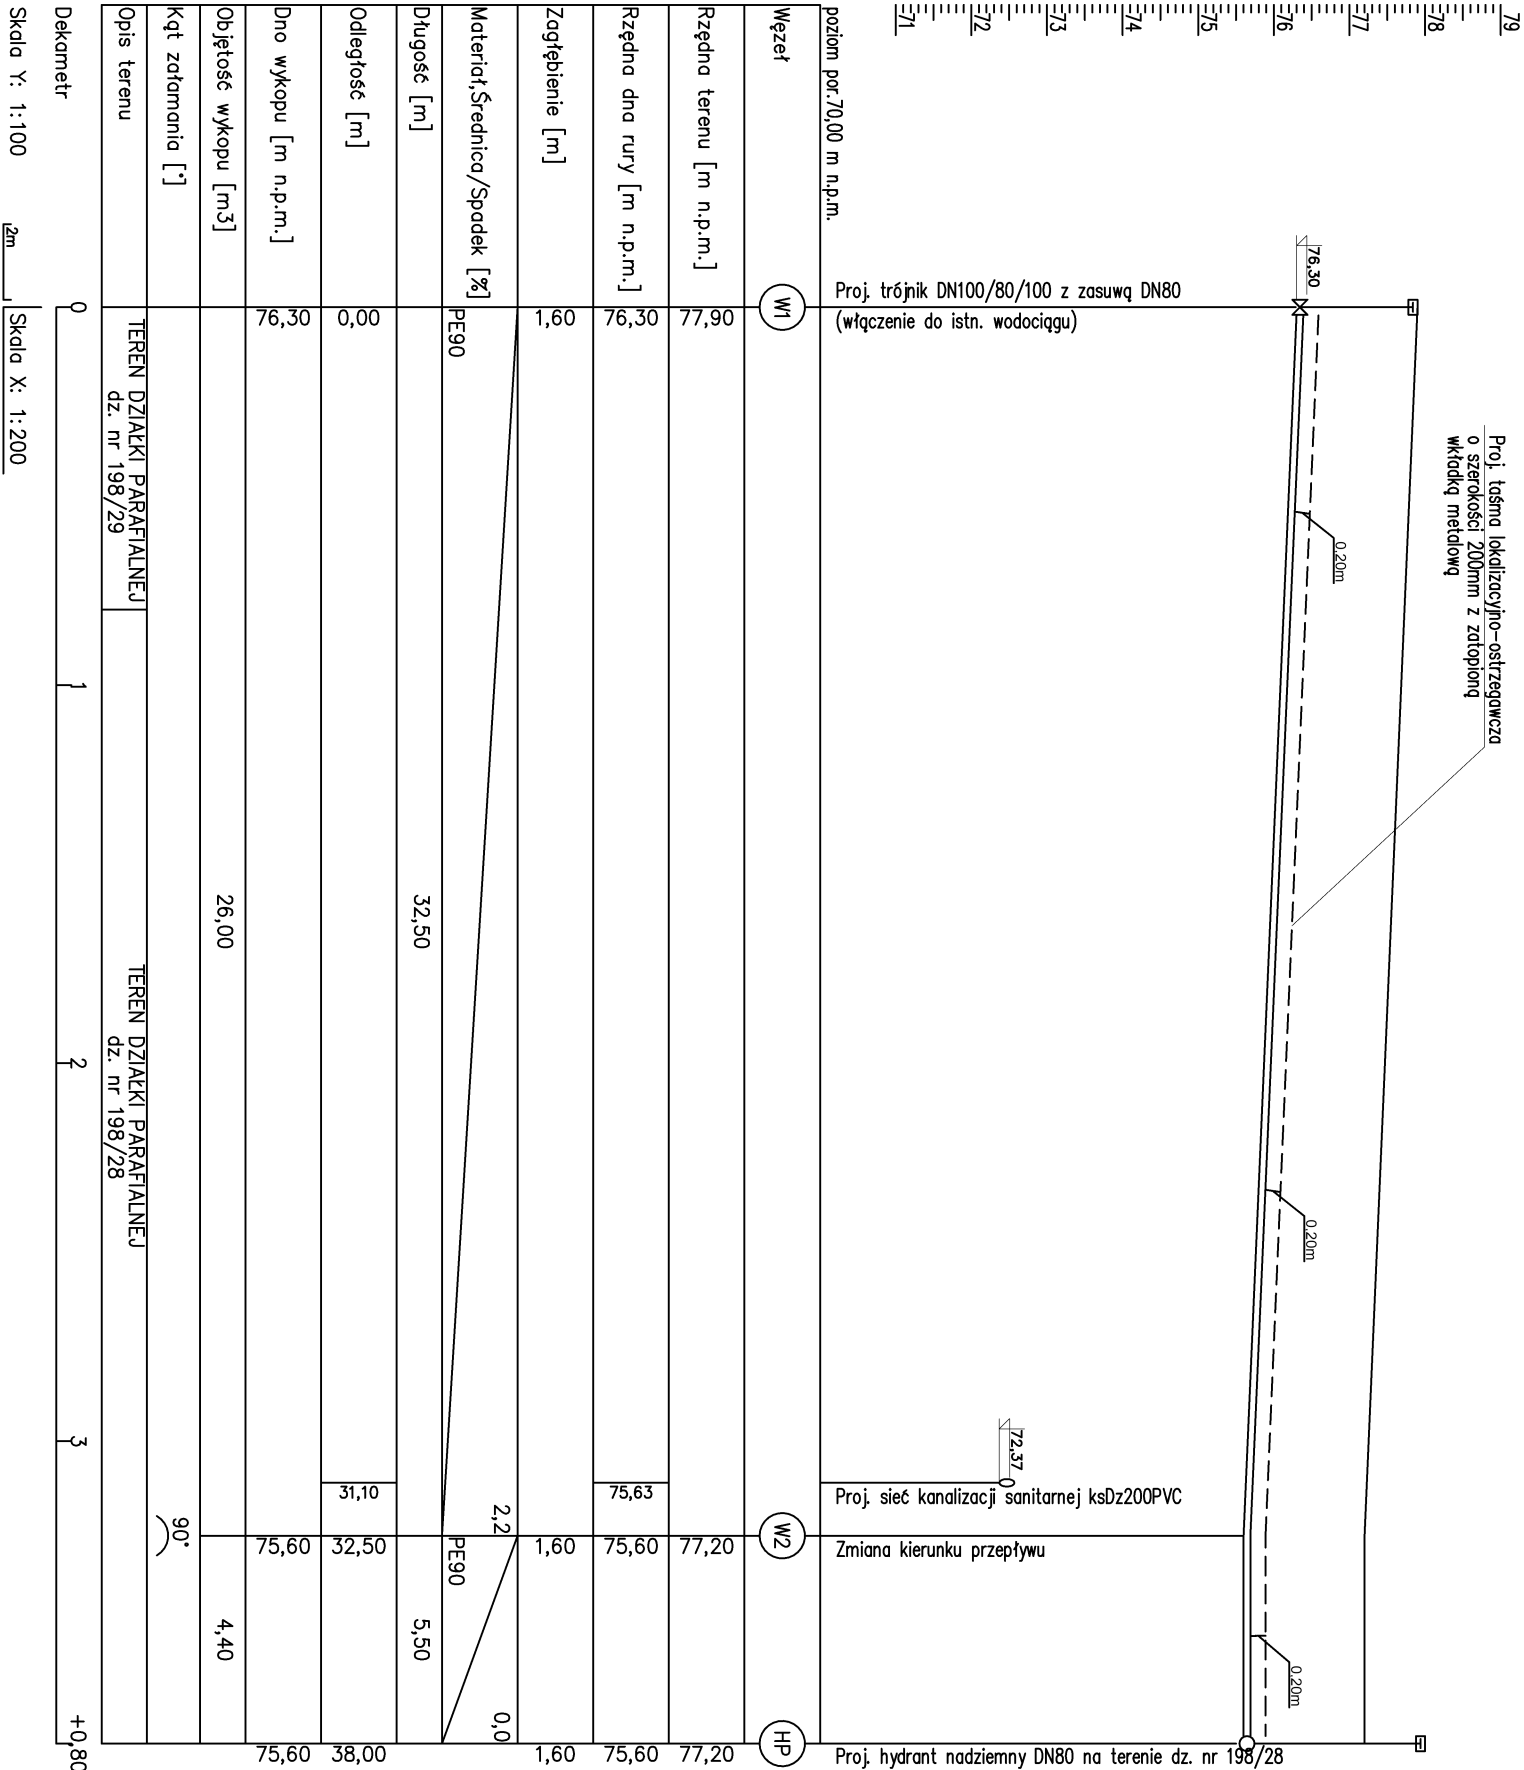 Proj. taśma lokalizacyjno-ostrzegawcza
o szerokości 200mm z zatopioną
wkładką metalową
79
78
77
76
75
74
73
72
71
76,30
0,20m
0,20m
0,20m
72,37
poziom por.70,00 m n.p.m.
Proj. trójnik DN100/80/100 z zasuwą DN80
(włączenie do istn. wodociągu)
Proj. sieć kanalizacji sanitarnej ksDz200PVC
Zmiana kierunku przepływu
Proj. hydrant nadziemny DN80 na terenie dz. nr 198/28
Węzeł W1 W2 HP
Rzędna terenu [m n.p.m.] 77,90 77,20 77,20
Rzędna dna rury [m n.p.m.] 76,30 75,63 75,60 75,60
Zagłębienie [m] 1,60 1,60 1,60
Materiał,Średnica/Spadek [%] PE90 2,2 PE90 0,0
Długość [m] 32,50 5,50
Odległość [m] 0,00 31,10 32,50 38,00
Dno wykopu [m n.p.m.] 76,30 75,60 75,60
Objętość wykopu [m3] 26,00 4,40
Kąt załamania [°] 90°
Opis terenu
TEREN DZIAŁKI PARAFIALNEJ
dz. nr 198/29
TEREN DZIAŁKI PARAFIALNEJ
dz. nr 198/28
Dekametr 0 1 2 3 +0,80
Skala Y: 1:100
2m
Skala X: 1:200